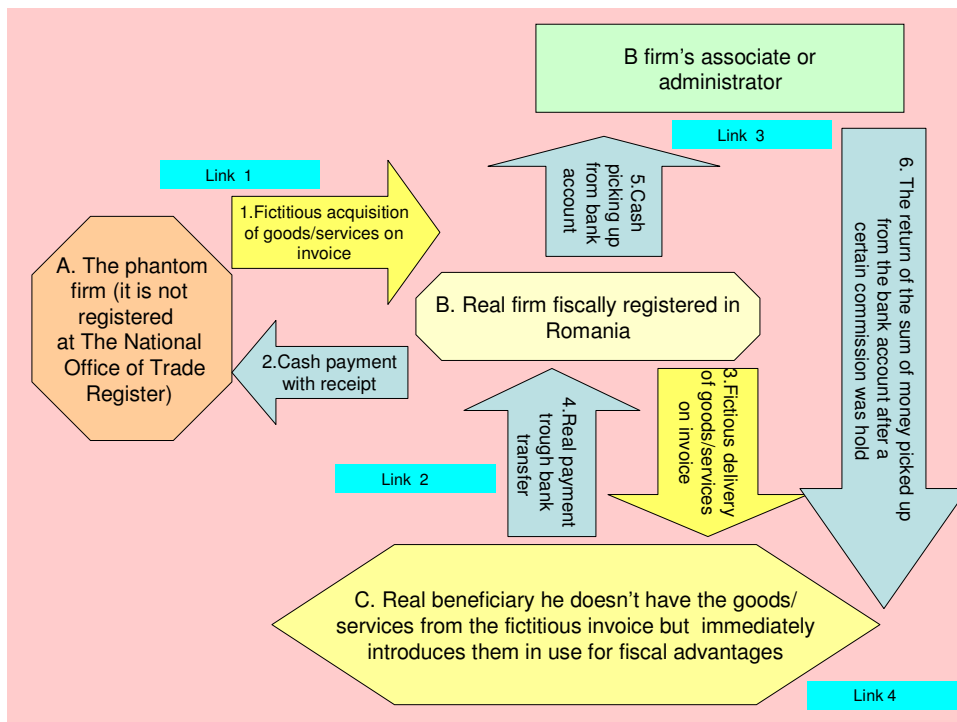 B firm's associate or
administrator
Link 3
Link 1
1.Fictitious acquisition
of goods/services on
invoice
5.Cash
picking up
from bank
account
6. The return of the sum of money picked up
from the bank account after a
certain commission was hold
A. The phantom
firm (it is not
registered
at The National
Office of Trade
Register)
B. Real firm fiscally registered in
Romania
2.Cash payment
with receipt
3.Fictious delivery
of goods/services
on invoice
4.Real payment
trough bank
transfer
Link 2
C. Real beneficiary he doesn't have the goods/
services from the fictitious invoice but immediately
introduces them in use for fiscal advantages
Link 4